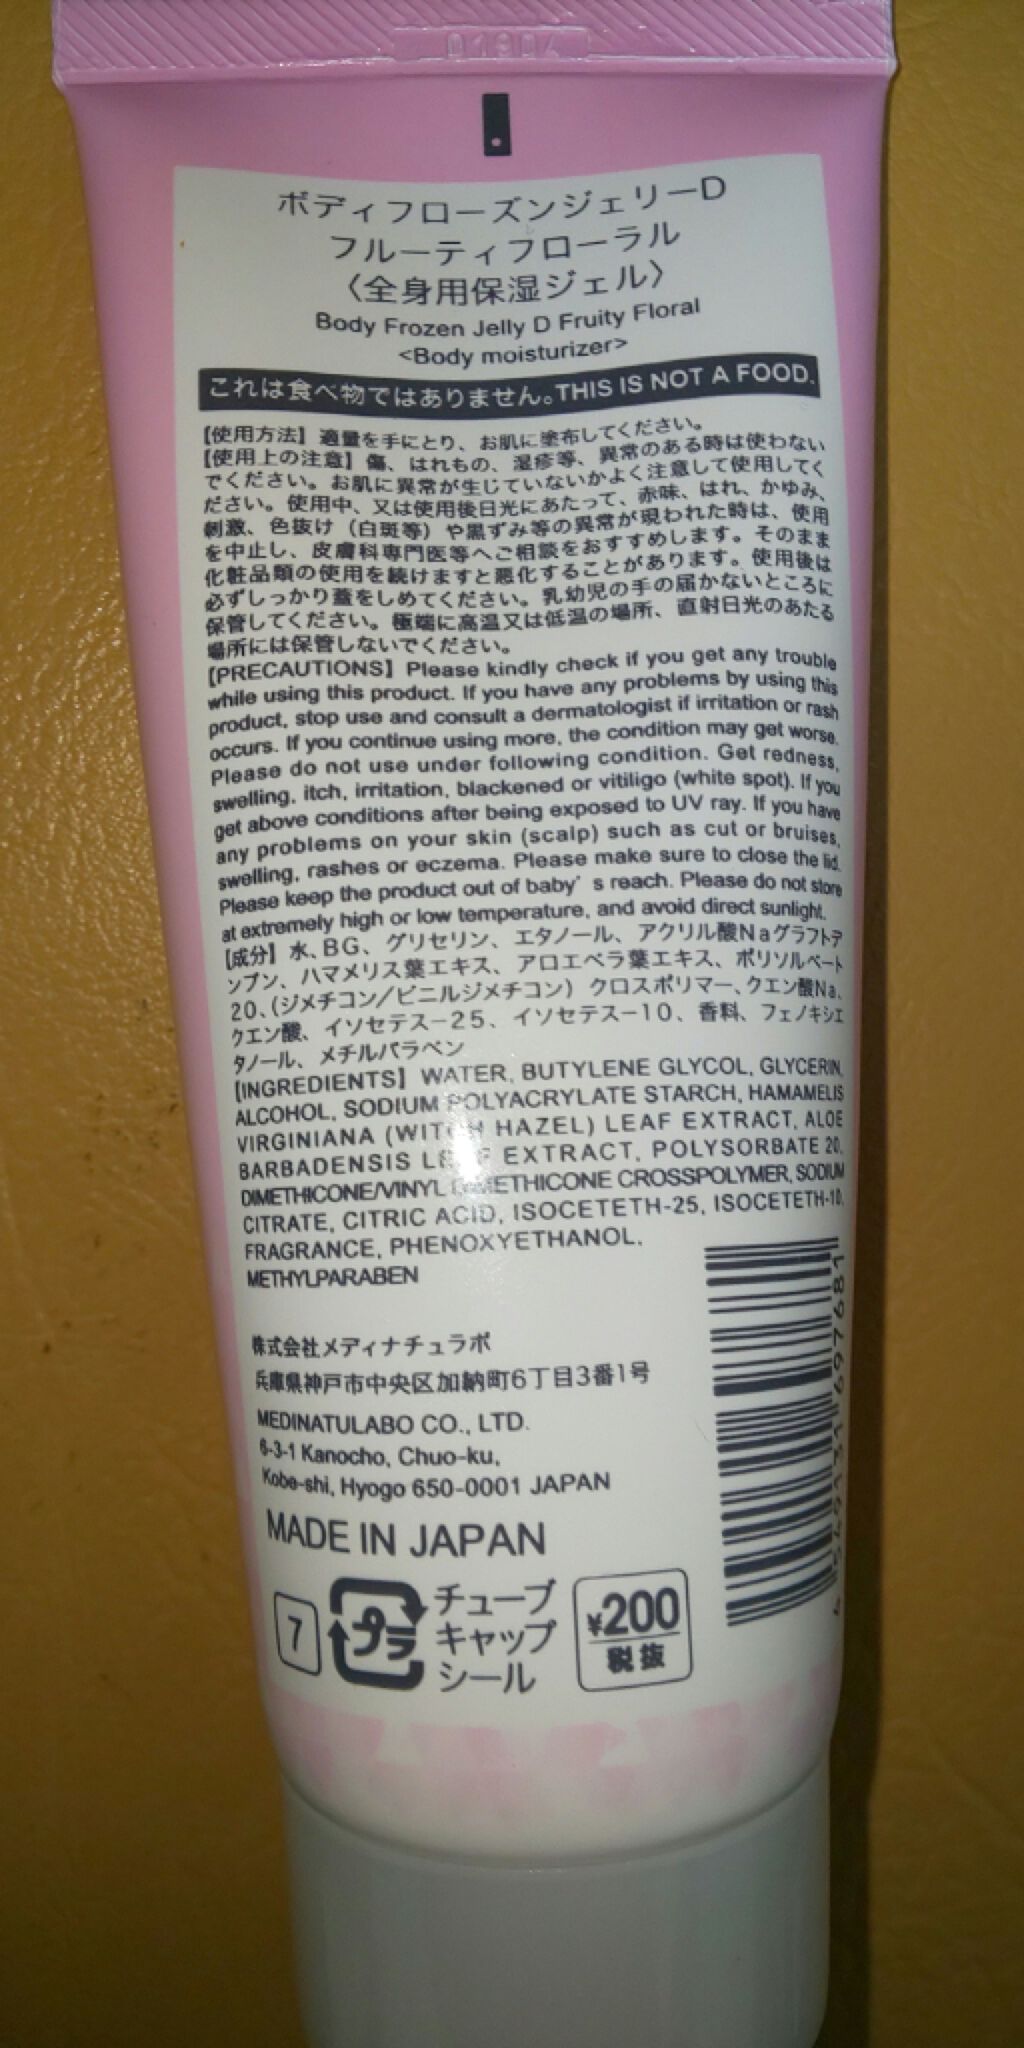 ボディフローズンジェリーD
フルーティフローラル
〈全身用保湿ジェル〉
Body Frozen Jelly D Fruity Floral
<Body moisturizer>
これは食べ物ではありません。THIS IS NOT A FOOD.
【使用方法】適量を手にとり、お肌に塗布してください。
【使用上の注意】傷、はれもの、湿疹等、異常のある時は使わない
でください。お肌に異常が生じていないかよく注意して使用してく
ださい。使用中、又は使用後日光にあたって、赤味、はれ、かゆみ、
刺激、色抜け（白斑等）や黒ずみ等の異常が現われた時は、使用
を中止し、皮膚科専門医等へご相談をおすすめします。そのまま
化粧品類の使用を続けますと悪化することがあります。使用後は
必ずしっかり蓋をしめてください。乳幼児の手の届かないところに
保管してください。極端に高温又は低温の場所、直射日光のあたる
場所には保管しないでください。
【PRECAUTIONS】Please kindly check if you get any trouble
while using this product. If you have any problems by using this
product, stop use and consult a dermatologist if irritation or rash
occurs. If you continue using more, the condition may get worse.
Please do not use under following condition. Get redness,
swelling, itch, irritation, blackened or vitiligo (white spot). If you
get above conditions after being exposed to UV ray. If you have
any problems on your skin (scalp) such as cut or bruises,
swelling, rashes or eczema. Please make sure to close the lid.
Please keep the product out of baby's reach. Please do not store
at extremely high or low temperature, and avoid direct sunlight.
【成分】水、BG、グリセリン、エタノール、アクリル酸Naグラフトデ
ンプン、ハマメリス葉エキス、アロエベラ葉エキス、ポリソルベート
20、(ジメチコン/ビニルジメチコン）クロスポリマー、クエン酸Na、
クエン酸、イソセテス-25、イソセテス-10、香料、フェノキシエ
タノール、メチルパラベン
【INGREDIENTS】WATER, BUTYLENE GLYCOL, GLYCERIN,
ALCOHOL, SODIUM POLYACRYLATE STARCH, HAMAMELIS
VIRGINIANA (WITCH HAZEL) LEAF EXTRACT, ALOE
BARBADENSIS LEAF EXTRACT, POLYSORBATE 20,
DIMETHICONE/VINYL DIMETHICONE CROSSPOLYMER, SODIUM
CITRATE, CITRIC ACID, ISOCETETH-25, ISOCETETH-10,
FRAGRANCE, PHENOXYETHANOL,
METHYLPARABEN
株式会社メディナチュラボ
兵庫県神戸市中央区加納町6丁目3番1号
MEDINATULABO CO., LTD.
6-3-1 Kanocho, Chuo-ku,
Kobe-shi, Hyogo 650-0001 JAPAN
MADE IN JAPAN
7
プラ
チューブ
キャップ
シール
¥200
税抜